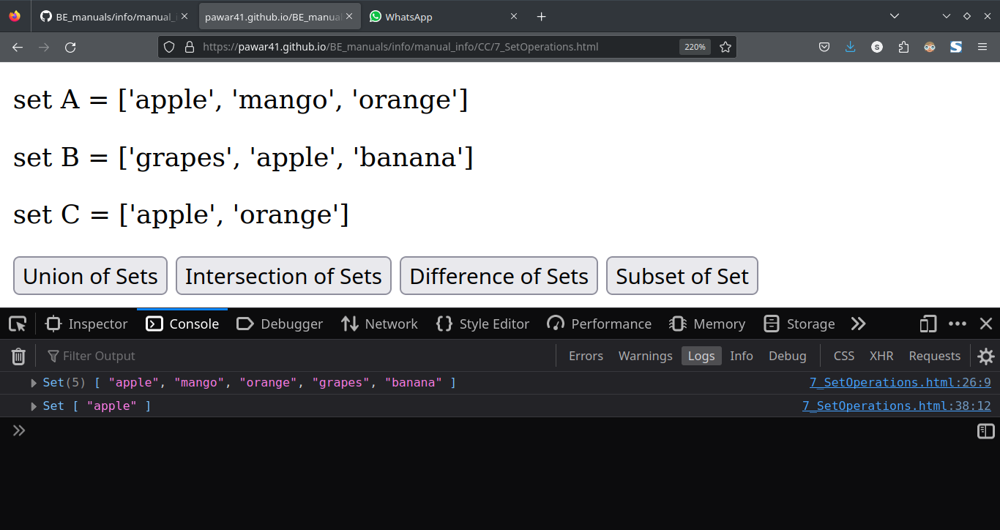 BE_manuals/info/manual_i
pawar41.github.io/BE_manua
WhatsApp
https://pawar41.github.io/BE_manuals/info/manual_info/CC/7_SetOperations.html
220%
S
S
set A = ['apple', 'mango', 'orange']
set B = ['grapes', 'apple', 'banana']
set C = ['apple', 'orange']
Union of Sets Intersection of Sets Difference of Sets Subset of Set
Inspector Console Debugger Network Style Editor Performance Memory Storage
Filter Output Errors Warnings Logs Info Debug CSS XHR Requests
Set(5) [ "apple", "mango", "orange", "grapes", "banana" ] 7_SetOperations.html:26:9
Set [ "apple" ] 7_SetOperations.html:38:12